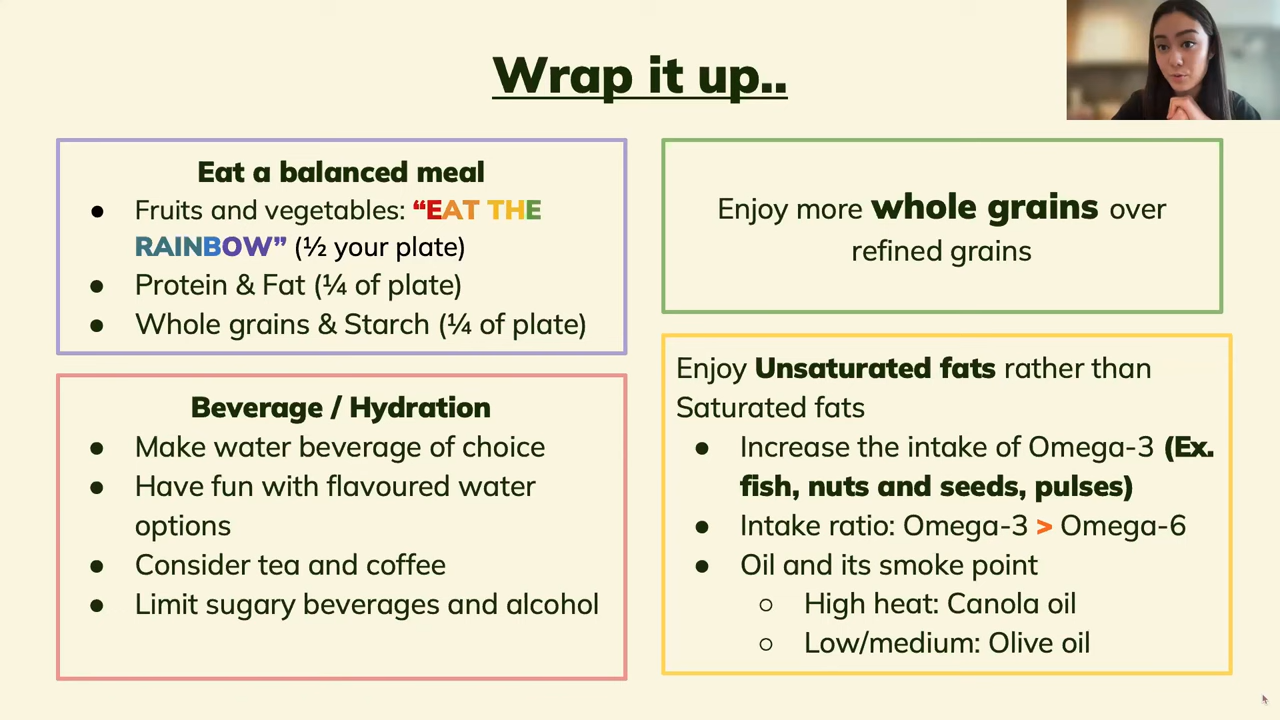 Wrap it up..
Eat a balanced meal
● Fruits and vegetables: “EAT THE
RAINBOW” (½ your plate)
● Protein & Fat (¼ of plate)
● Whole grains & Starch (¼ of plate)
Beverage / Hydration
● Make water beverage of choice
● Have fun with flavoured water
options
● Consider tea and coffee
● Limit sugary beverages and alcohol
Enjoy more whole grains over
refined grains
Enjoy Unsaturated fats rather than
Saturated fats
● Increase the intake of Omega-3 (Ex.
fish, nuts and seeds, pulses)
● Intake ratio: Omega-3 > Omega-6
● Oil and its smoke point
○ High heat: Canola oil
○ Low/medium: Olive oil